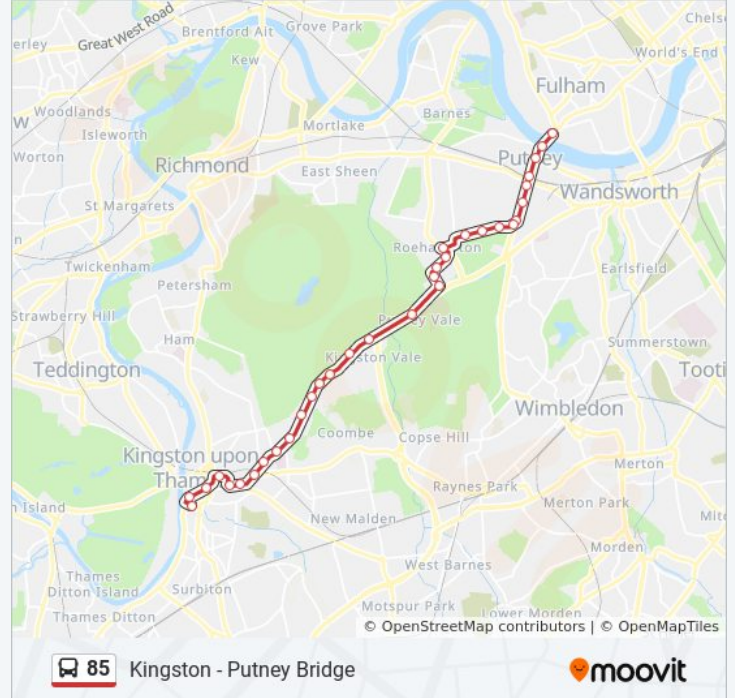 Great West Road
Brentford Ait
Grove Park
Chels
erley
Kew
World's End
Fulham
Woodlands
Barnes
W
Isleworth
Mortlake
Worton
Richmond
East Sheen
Putney
Wandsworth
St Margarets
n
Roehampton
Twickenham
Earlsfield
Petersham
Strawberry Hill
Putney Vale
Ham
Summerstown
Kingston Vale
Teddington
Tooti
Wimbledon
Coombe
Copse Hill
Kingston upon
Thames
Merton
Raynes Park
Merton Park
n Island
New Malden
Mitc
Morden
West Barnes
Thames
Ditton Island
Surbiton
Motspur Park
Lower Morden
Thames Ditton
© OpenStreetMap contributors | © OpenMapTiles
85 Kingston - Putney Bridge
moovit